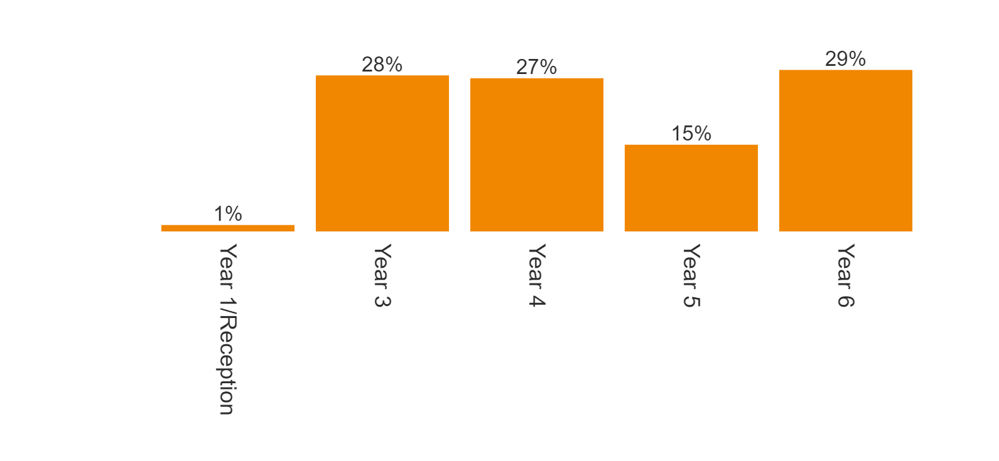 1%
28%
27%
15%
29%
Year 1/Reception
Year 3
Year 4
Year 5
Year 6